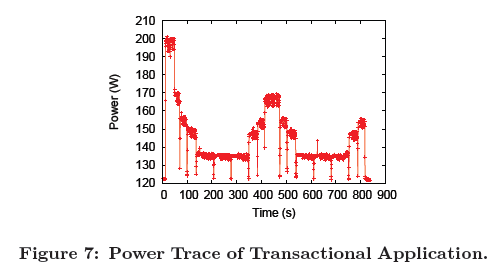 210
200
190
180
170
160
150
140
130
120
Power (W)
0 100 200 300 400 500 600 700 800 900
Time (s)
Figure 7: Power Trace of Transactional Application.